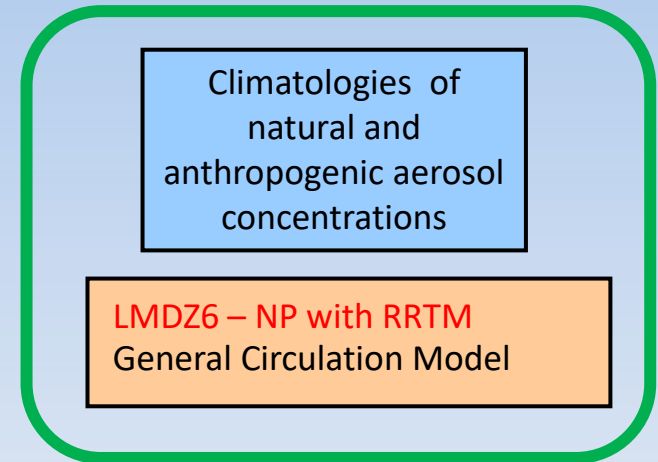 Climatologies of
natural and
anthropogenic aerosol
concentrations
LMDZ6 – NP with RRTM
General Circulation Model